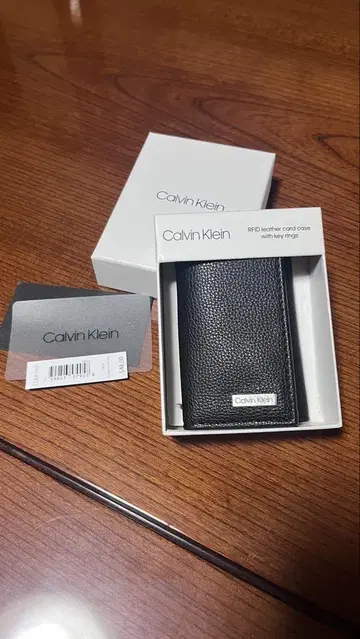 Calvin Klein
Calvin Klein
RFID leather card case
with key rings
Calvin Klein
Calvin Klein
$48.00